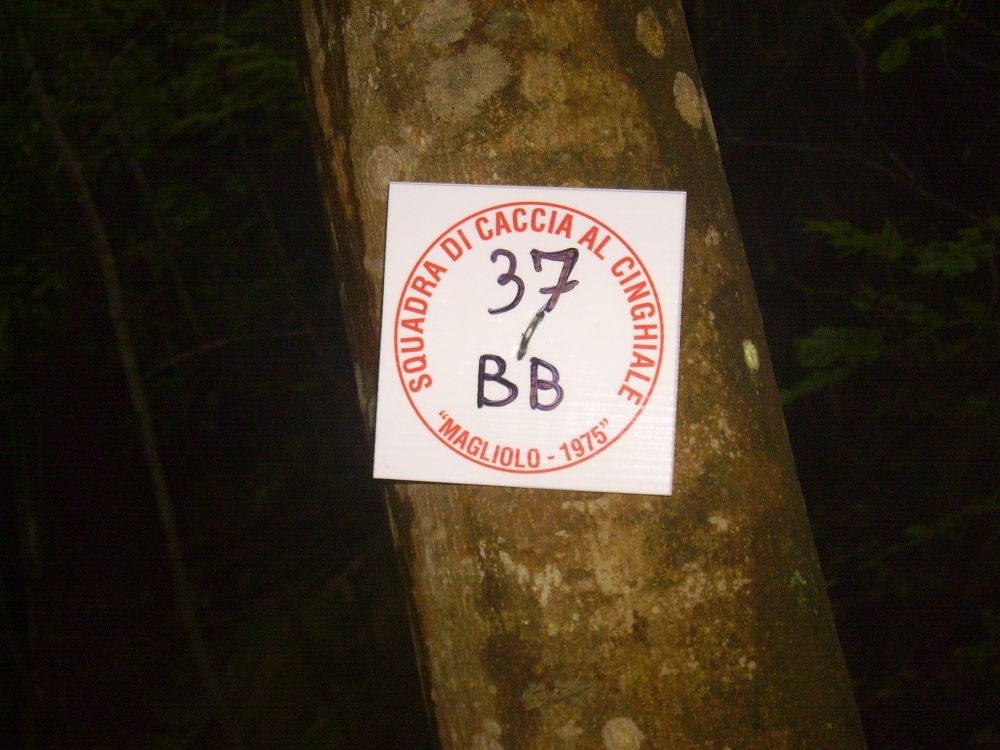 SQUADRA DI CACCIA AL CINGHIALE
37
BB
"MAGLIOLO - 1975"